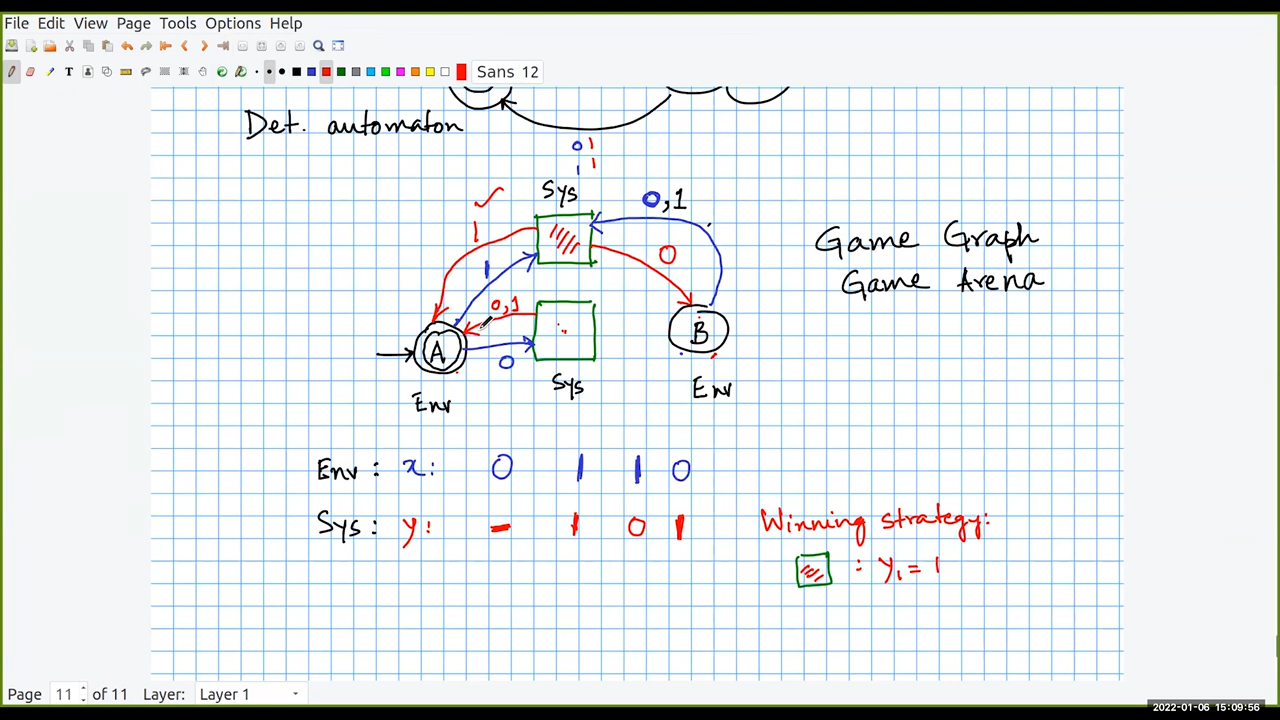 File Edit View Page Tools Options Help
T Sans 12
Det. automaton
0 1
1 1
Sys
0,1
1
1 0
0,1
A
B
0
Sys
Env
Env
Game Graph
Game Arena
Env : x: 0 1 1 0
Sys: y: – 1 0 1
Winning strategy:
: y₁ = 1
Page 11 of 11 Layer: Layer 1
2022-01-06 15:09:56